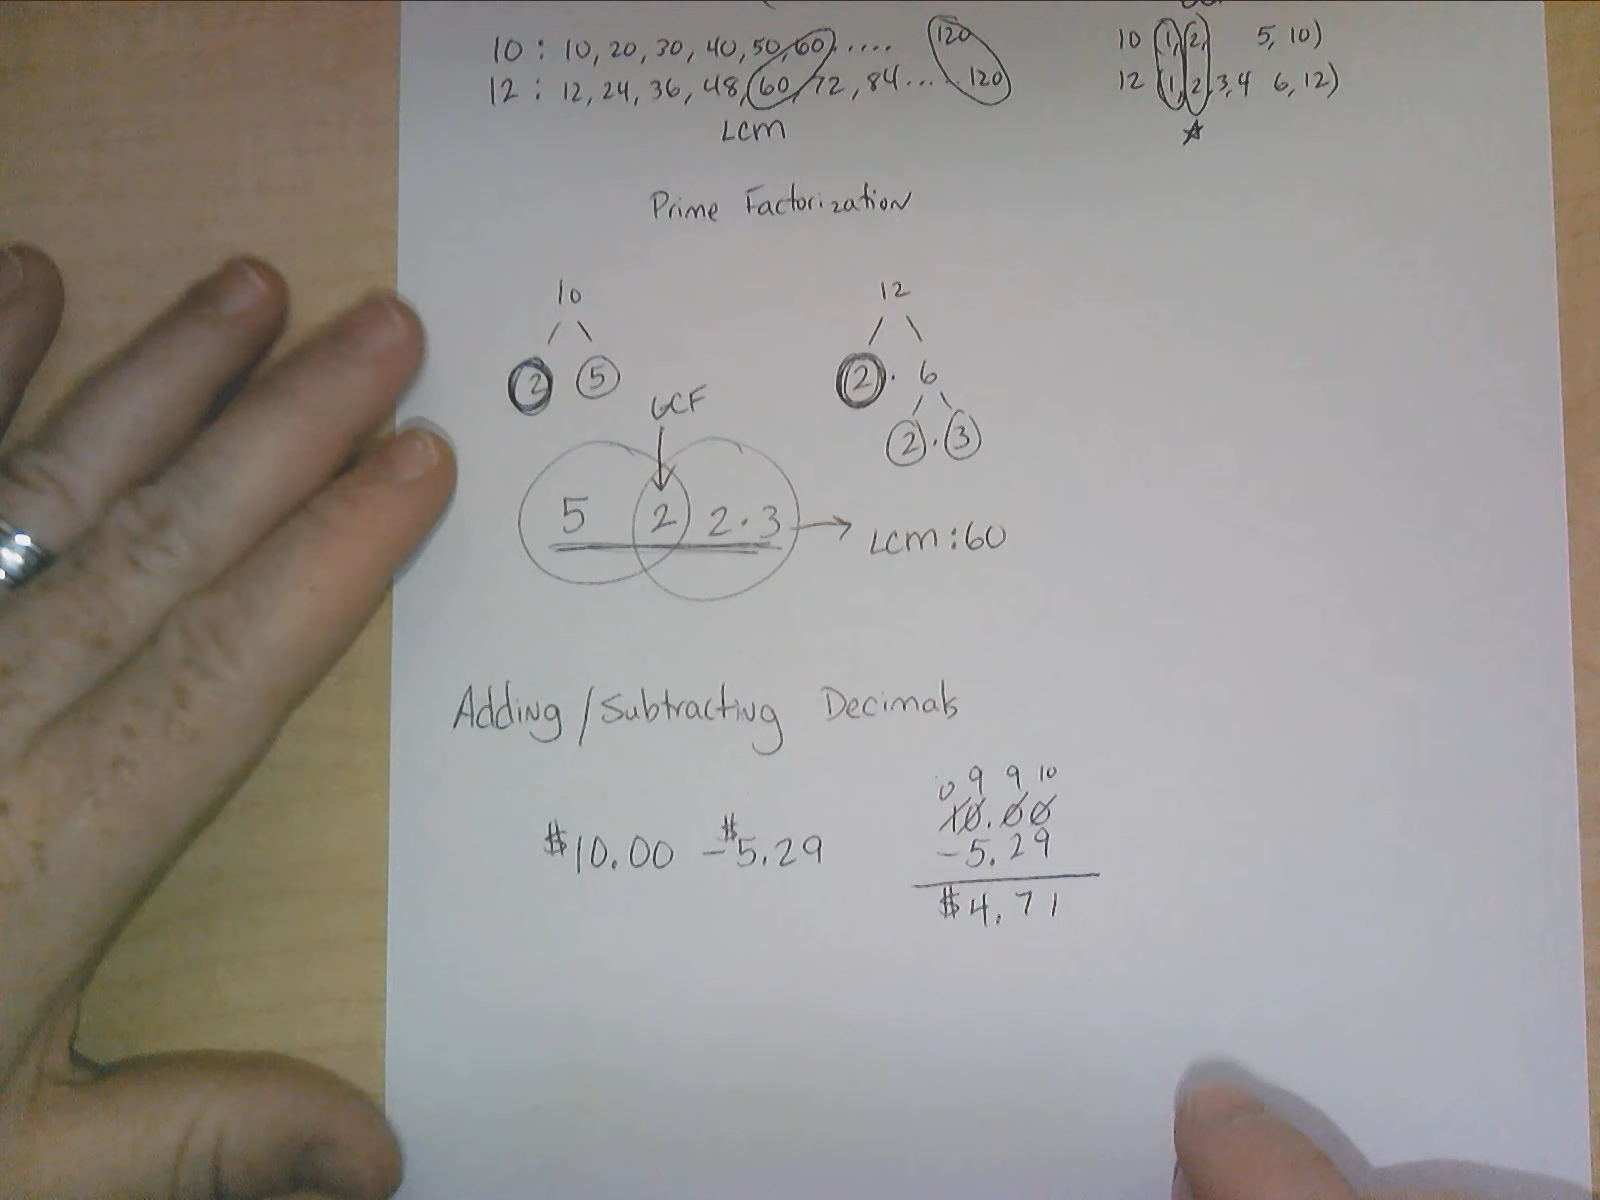 10 : 10, 20, 30, 40, 50, 60, .... 120
12 : 12, 24, 36, 48, 60, 72, 84... 120
LCM
10 1, 2, 5, 10)
12 (1, 2, 3, 4 6, 12)
Prime Factorization
10
2 5
12
2 · 6
2 · 3
GCF
5 2 2 · 3
LCM : 60
Adding / Subtracting Decimals
$10.00 - $5.29
0 9 9 10
10.00
- 5.29
$4.71